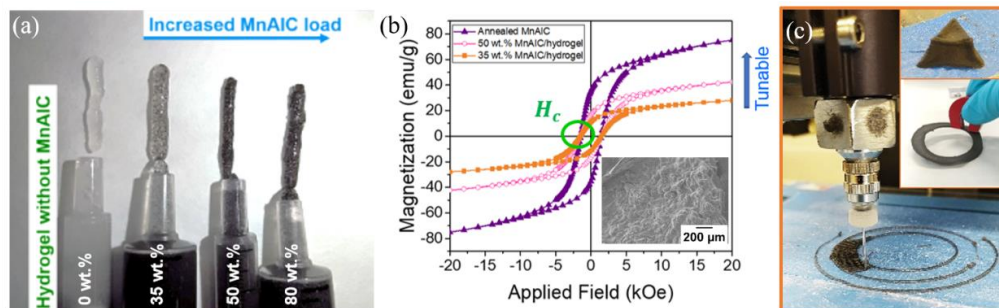 (a)
Increased MnAlC load
Hydrogel without MnAlC
0 wt.%
35 wt.%
50 wt.%
80 wt.%
(b)
Magnetization (emu/g)
80
60
40
20
0
-20
-40
-60
-80
Annealed MnAlC
50 wt.% MnAlC/hydrogel
35 wt.% MnAlC/hydrogel
Hc
200 µm
-20 -15 -10 -5 0 5 10 15 20
Applied Field (kOe)
Tunable
(c)